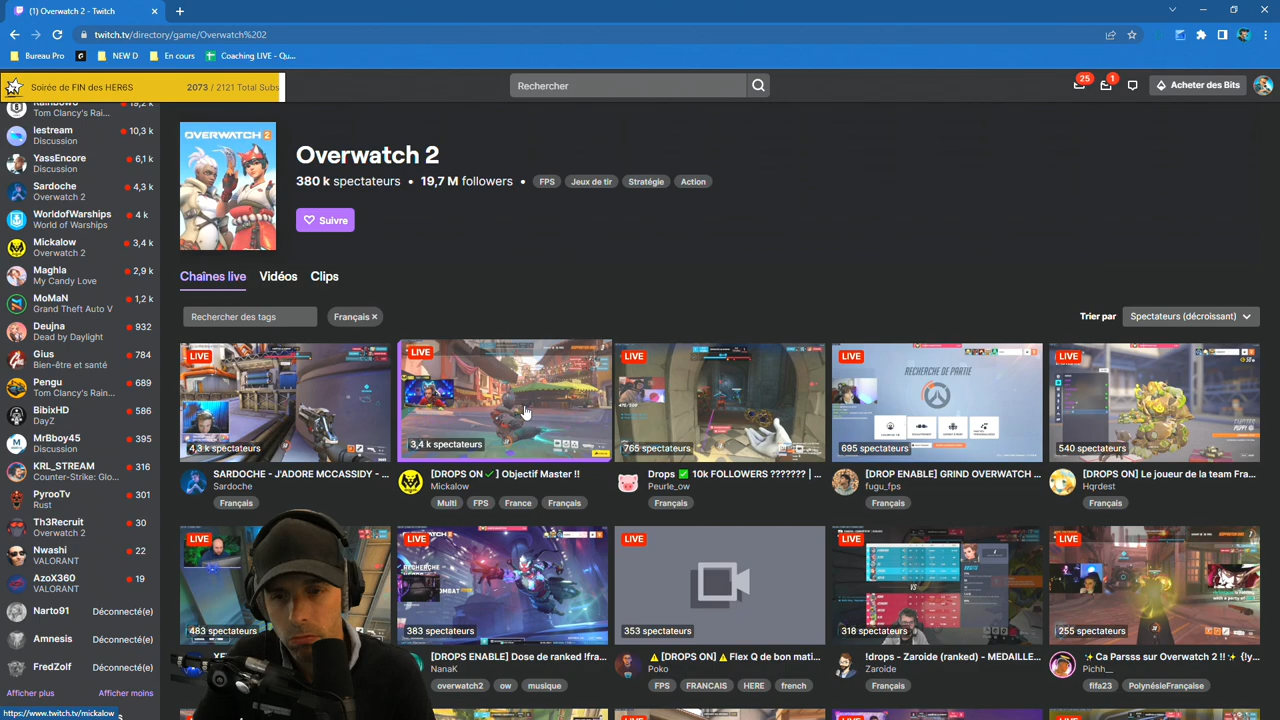 (1) Overwatch 2 - Twitch
twitch.tv/directory/game/Overwatch%202
Bureau Pro
NEW D
En cours
Coaching LIVE - Qu...
Soirée de FIN des HER6S
2073 / 2121 Total Subs
Rechercher
25
1
Acheter des Bits
19,2 k
Tom Clancy's Rai...
lestream
10,3 k
Discussion
YassEncore
6,1 k
Discussion
Sardoche
4,3 k
Overwatch 2
WorldofWarships
4 k
World of Warships
Mickalow
3,4 k
Overwatch 2
Maghla
2,9 k
My Candy Love
MoMaN
1,2 k
Grand Theft Auto V
Deujna
932
Dead by Daylight
Gius
784
Bien-être et santé
Pengu
689
Tom Clancy's Rain...
BibixHD
586
DayZ
MrBboy45
395
Discussion
KRL_STREAM
316
Counter-Strike: Glo...
PyrooTv
301
Rust
Th3Recruit
30
Overwatch 2
Nwashi
22
VALORANT
AzoX360
19
VALORANT
Narto91
Déconnecté(e)
Amnesis
Déconnecté(e)
FredZolf
Déconnecté(e)
Afficher plus
Afficher moins
https://www.twitch.tv/mickalow
OVERWATCH 2
Overwatch 2
380 k spectateurs • 19,7 M followers •
FPS
Jeux de tir
Stratégie
Action
Suivre
Chaînes live
Vidéos
Clips
Rechercher des tags
Français ×
Trier par
Spectateurs (décroissant)
LIVE
4,3 k spectateurs
SARDOCHE - J'ADORE MCCASSIDY - ...
Sardoche
Français
LIVE
3,4 k spectateurs
[DROPS ON ✓] Objectif Master !!
Mickalow
Multi
FPS
France
Français
LIVE
765 spectateurs
Drops ✅ 10k FOLLOWERS ??????? | ...
Peurle_ow
Français
LIVE
RECHERCHE DE PARTIE
695 spectateurs
[DROP ENABLE] GRIND OVERWATCH ...
fugu_fps
Français
LIVE
540 spectateurs
[DROPS ON] Le joueur de la team Fra...
Hqrdest
Français
LIVE
483 spectateurs
LIVE
383 spectateurs
[DROPS ENABLE] Dose de ranked !fra...
NanaK
overwatch2
ow
musique
LIVE
353 spectateurs
⚠[DROPS ON]⚠ Flex Q de bon mati...
Poko
FPS
FRANCAIS
HERE
french
LIVE
VS
318 spectateurs
!drops - Zaroide (ranked) - MEDAILLE...
Zaroide
Français
LIVE
255 spectateurs
✨ Ca Parsss sur Overwatch 2 !! ✨ {ly...
Pichh__
fifa23
PolynésieFrançaise